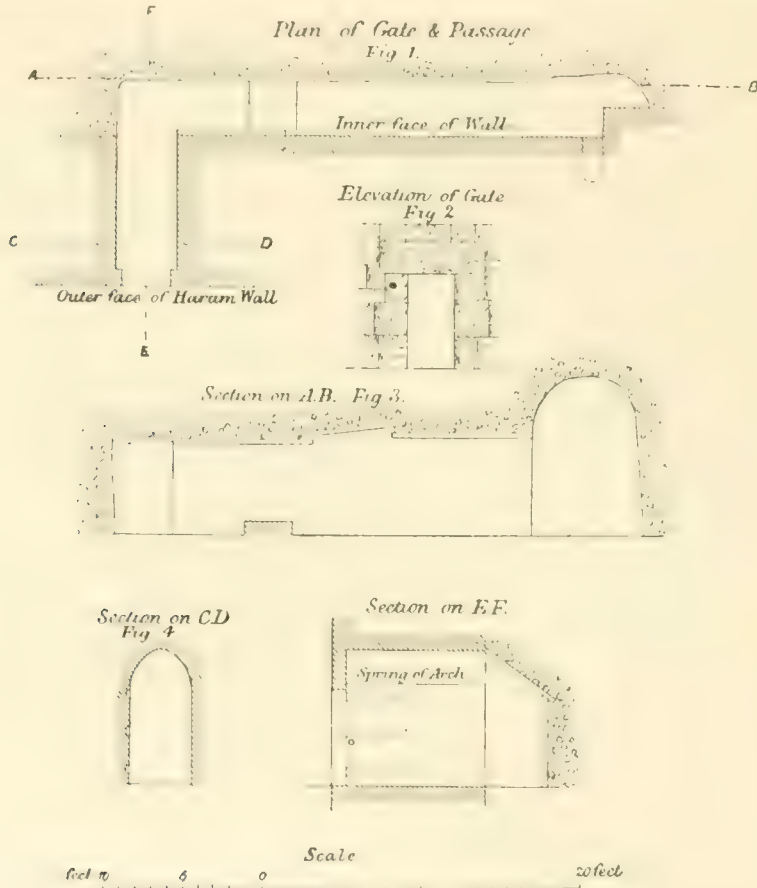 F
Plan of Gate & Passage
Fig 1.
A
B
Inner face of Wall
Elevation of Gate
Fig 2
C
D
Outer face of Haram Wall
E
Section on A.B. Fig 3.
Section on C.D
Fig 4
Section on E.F.
Spring of Arch
Scale
feet 10 5 0 20 feet